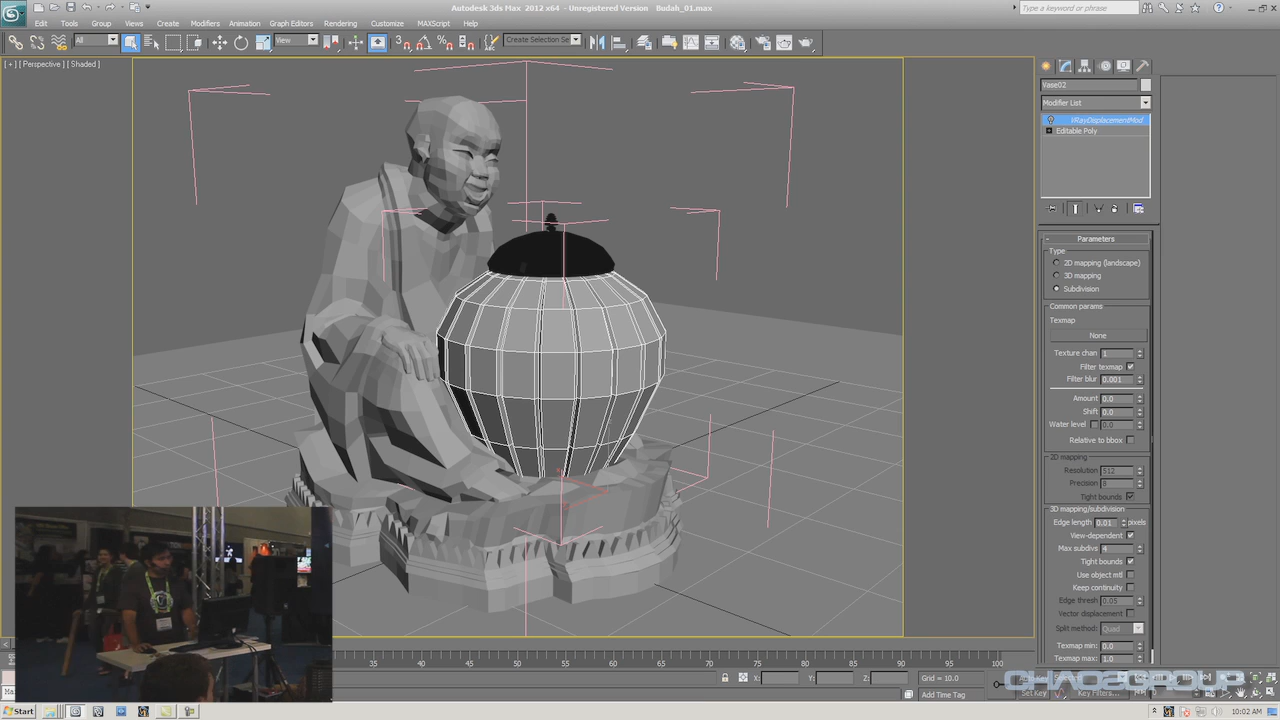 Autodesk 3ds Max 2012 x64 - Unregistered Version Budah_01.max
Type a keyword or phrase
Edit Tools Group Views Create Modifiers Animation Graph Editors Rendering Customize MAXScript Help
All View Create Selection Se
[ + ] [ Perspective ] [ Shaded ]
Vase02
Modifier List
VRayDisplacementMod
Editable Poly
Parameters
Type
2D mapping (landscape)
3D mapping
Subdivision
Common params
Texmap
None
Texture chan 1
Filter texmap
Filter blur 0.001
Amount 0.0
Shift 0.0
Water level 0.0
Relative to bbox
2D mapping
Resolution 512
Precision 8
Tight bounds
3D mapping/subdivision
Edge length 0.01 pixels
View-dependent
Max subdivs 4
Tight bounds
Use object mtl
Keep continuity
Edge thresh 0.05
Vector displacement
Split method: Quad
Texmap min: 0.0
Texmap max: 1.0
35 40 45 50 55 60 65 70 75 80 85 90 95 100
X: Y: Z: Grid = 10.0 Auto Key Selected
Add Time Tag Set Key Key Filters... 0
CHAOSGROUP
Start
10:02 AM